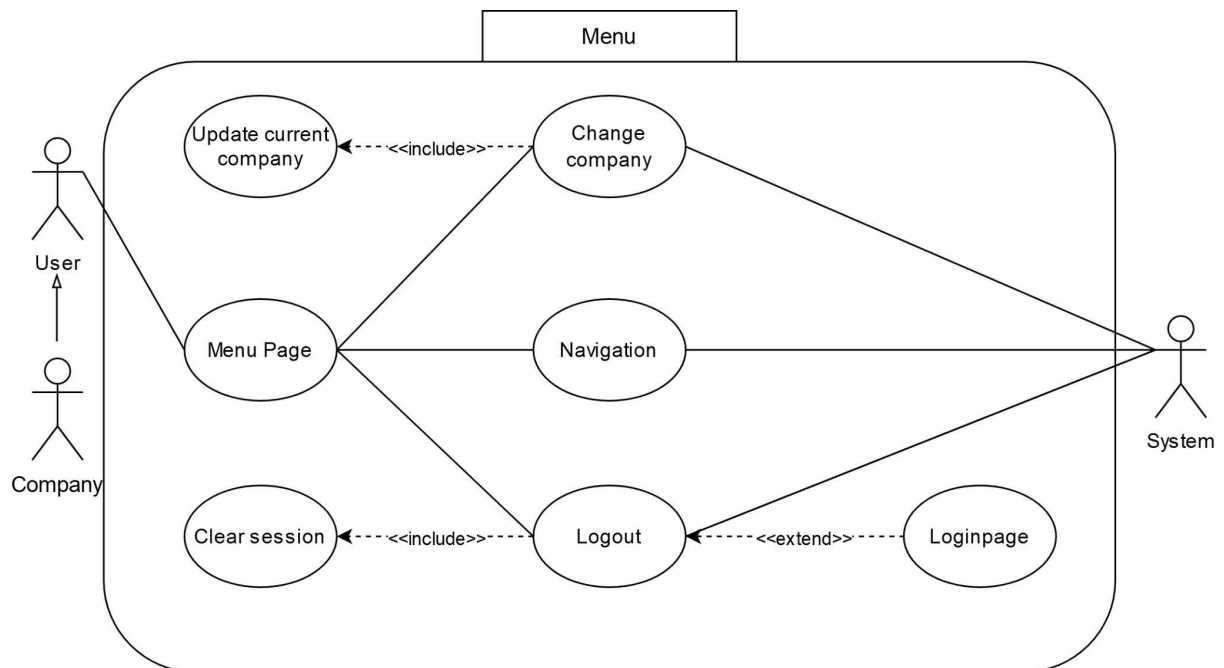 Menu
Update current
company
<<include>>
Change
company
User
Menu Page
Navigation
System
Company
Clear session
<<include>>
Logout
<<extend>>
Loginpage